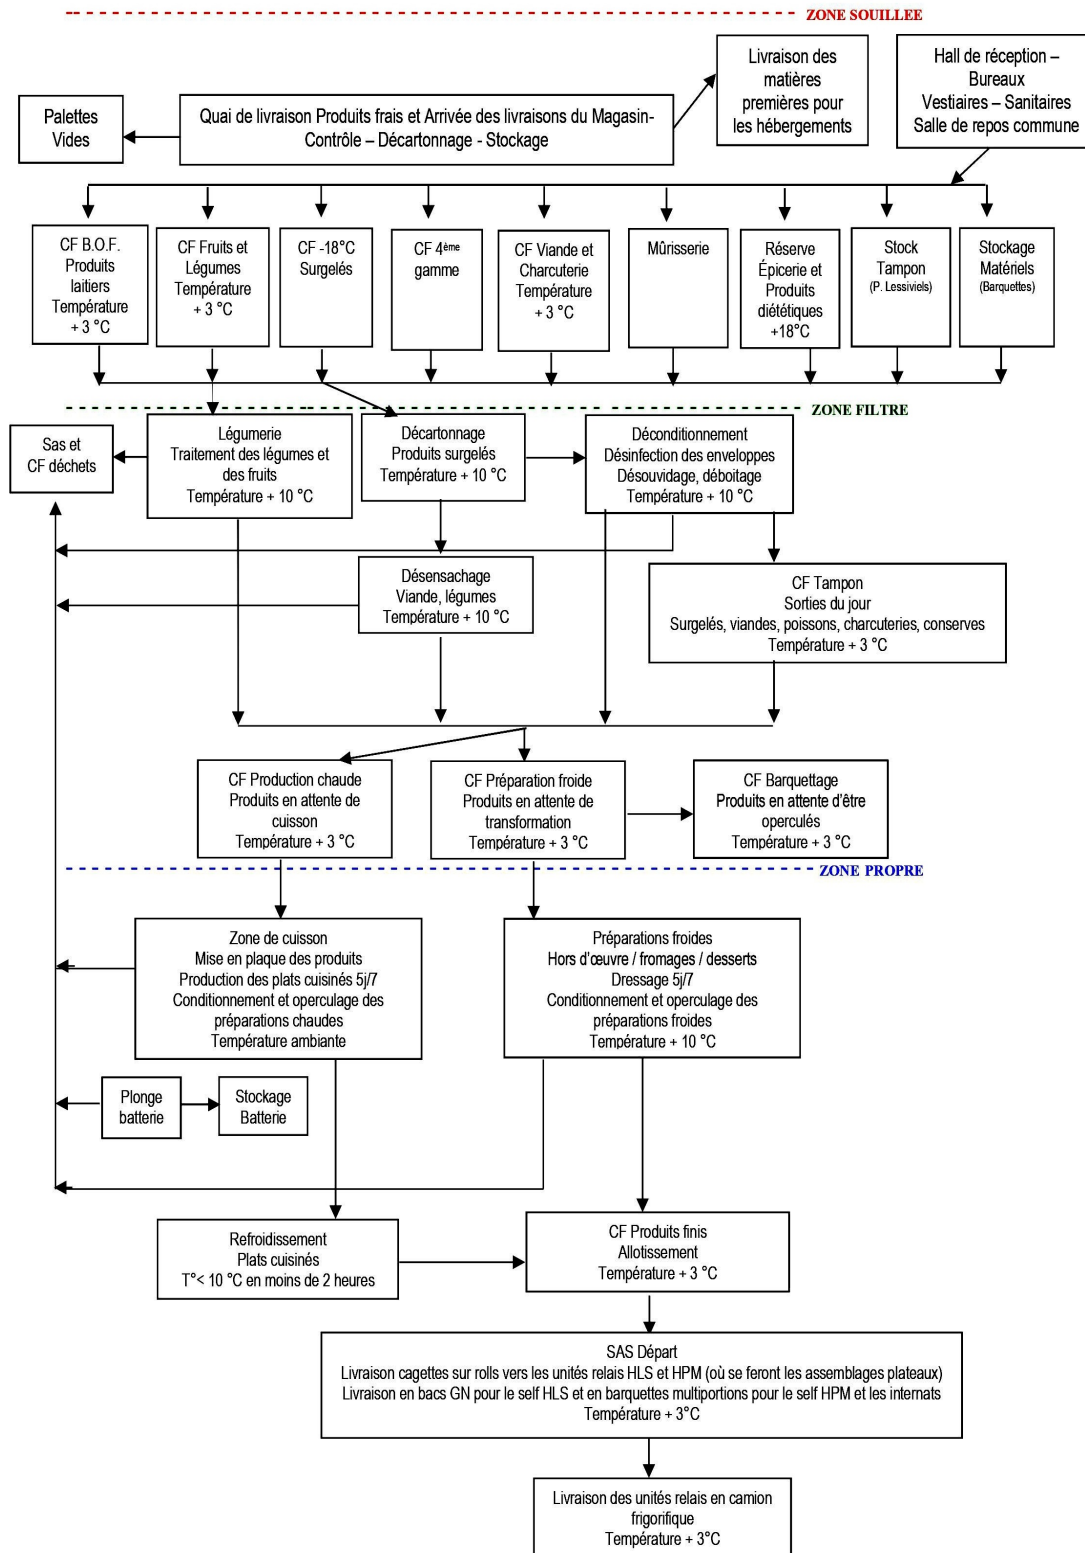 ZONE SOUILLEE
Palettes
Vides
Quai de livraison Produits frais et Arrivée des livraisons du Magasin-
Contrôle – Décartonnage - Stockage
Livraison des
matières
premières pour
les hébergements
Hall de réception –
Bureaux
Vestiaires – Sanitaires
Salle de repos commune
CF B.O.F.
Produits
laitiers
Température
+ 3 °C
CF Fruits et
Légumes
Température
+ 3 °C
CF -18°C
Surgelés
CF 4ème
gamme
CF Viande et
Charcuterie
Température
+ 3 °C
Mûrisserie
Réserve
Épicerie et
Produits
diététiques
+18°C
Stock
Tampon
(P. Lessiviels)
Stockage
Matériels
(Barquettes)
ZONE FILTRE
Sas et
CF déchets
Légumerie
Traitement des légumes et
des fruits
Température + 10 °C
Décartonnage
Produits surgelés
Température + 10 °C
Déconditionnement
Désinfection des enveloppes
Désouvidage, déboitage
Température + 10 °C
Désensachage
Viande, légumes
Température + 10 °C
CF Tampon
Sorties du jour
Surgelés, viandes, poissons, charcuteries, conserves
Température + 3 °C
CF Production chaude
Produits en attente de
cuisson
Température + 3 °C
CF Préparation froide
Produits en attente de
transformation
Température + 3 °C
CF Barquettage
Produits en attente d'être
operculés
Température + 3 °C
ZONE PROPRE
Zone de cuisson
Mise en plaque des produits
Production des plats cuisinés 5j/7
Conditionnement et operculage des
préparations chaudes
Température ambiante
Préparations froides
Hors d'œuvre / fromages / desserts
Dressage 5j/7
Conditionnement et operculage des
préparations froides
Température + 10 °C
Plonge
batterie
Stockage
Batterie
Refroidissement
Plats cuisinés
T°< 10 °C en moins de 2 heures
CF Produits finis
Allotissement
Température + 3 °C
SAS Départ
Livraison cagettes sur rolls vers les unités relais HLS et HPM (où se feront les assemblages plateaux)
Livraison en bacs GN pour le self HLS et en barquettes multiportions pour le self HPM et les internats
Température + 3°C
Livraison des unités relais en camion
frigorifique
Température + 3°C